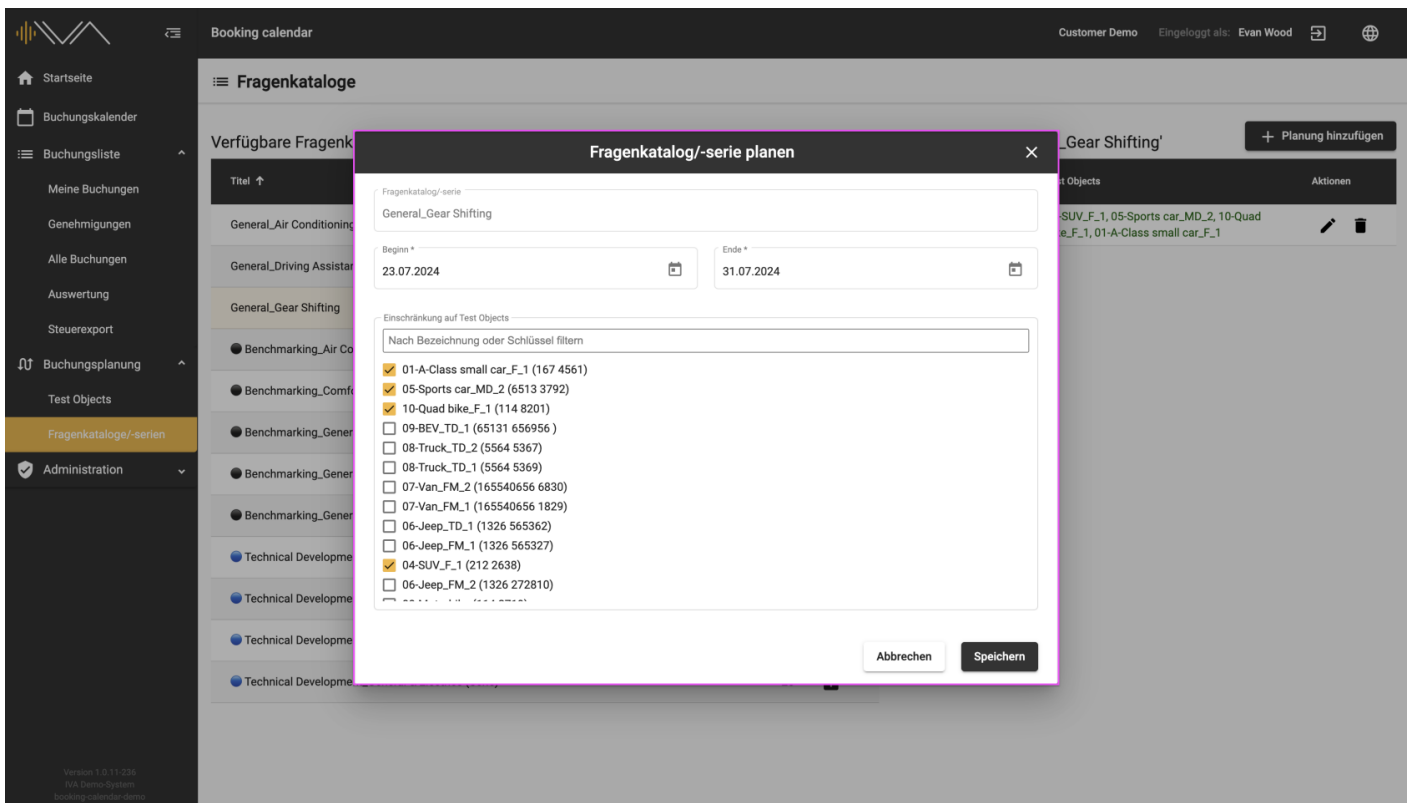 IVA
Booking calendar
Customer Demo Eingeloggt als: Evan Wood
Startseite
Buchungskalender
Buchungsliste
Meine Buchungen
Genehmigungen
Alle Buchungen
Auswertung
Steuerexport
Buchungsplanung
Test Objects
Fragenkataloge/-serien
Administration
Version 1.0.11-236
IVA Demo-System
booking-calendar-demo
Fragenkataloge
Verfügbare Fragenk
Titel
General_Air Conditioning
General_Driving Assistan
General_Gear Shifting
Benchmarking_Air Co
Benchmarking_Comf
Benchmarking_Gener
Benchmarking_Gener
Benchmarking_Gener
Technical Developme
Technical Developme
Technical Developme
Technical Developme
_Gear Shifting'
+ Planung hinzufügen
st Objects
Aktionen
-SUV_F_1, 05-Sports car_MD_2, 10-Quad
e_F_1, 01-A-Class small car_F_1
Fragenkatalog/-serie planen
Fragenkatalog/-serie
General_Gear Shifting
Beginn *
23.07.2024
Ende *
31.07.2024
Einschränkung auf Test Objects
Nach Bezeichnung oder Schlüssel filtern
01-A-Class small car_F_1 (167 4561)
05-Sports car_MD_2 (6513 3792)
10-Quad bike_F_1 (114 8201)
09-BEV_TD_1 (65131 656956 )
08-Truck_TD_2 (5564 5367)
08-Truck_TD_1 (5564 5369)
07-Van_FM_2 (165540656 6830)
07-Van_FM_1 (165540656 1829)
06-Jeep_TD_1 (1326 565362)
06-Jeep_FM_1 (1326 565327)
04-SUV_F_1 (212 2638)
06-Jeep_FM_2 (1326 272810)
Abbrechen
Speichern